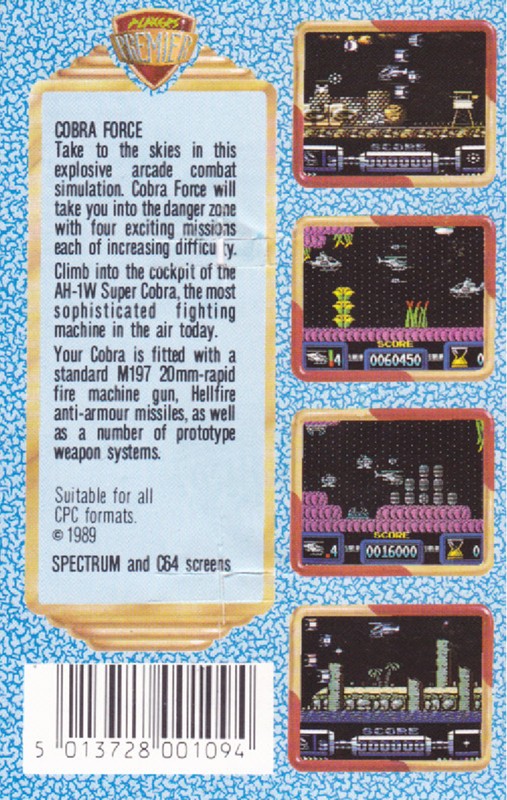 PLAYERS
PREMIER
COBRA FORCE
Take to the skies in this
explosive arcade combat
simulation. Cobra Force will
take you into the danger zone
with four exciting missions
each of increasing difficulty.
Climb into the cockpit of the
AH-1W Super Cobra, the most
sophisticated fighting
machine in the air today.
Your Cobra is fitted with a
standard M197 20mm-rapid
fire machine gun, Hellfire
anti-armour missiles, as well
as a number of prototype
weapon systems.
Suitable for all
CPC formats.
© 1989
SPECTRUM and C64 screens
5 013728 001094
SCORE
SCORE
4
0060450
0
SCORE
4
0016000
0
SCORE